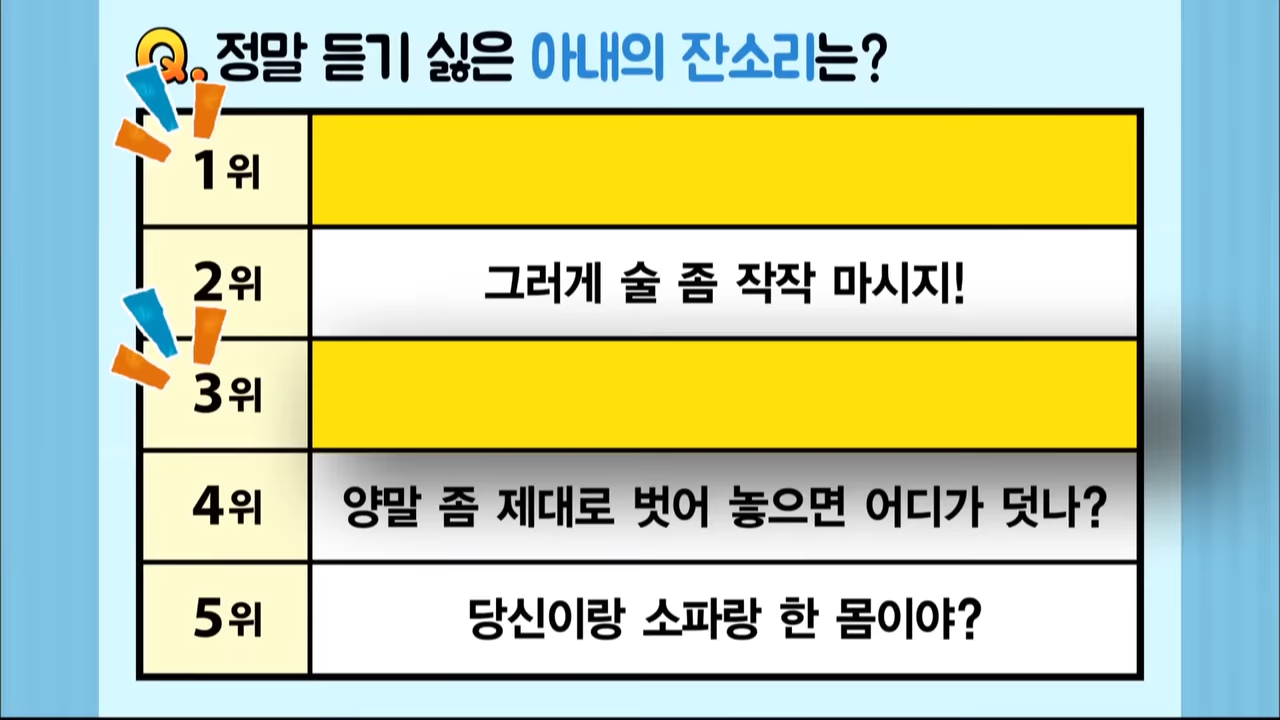 Q. 정말 듣기 싫은 아내의 잔소리는?
1위
2위 그러게 술 좀 작작 마시지!
3위
4위 양말 좀 제대로 벗어 놓으면 어디가 덧나?
5위 당신이랑 소파랑 한 몸이야?